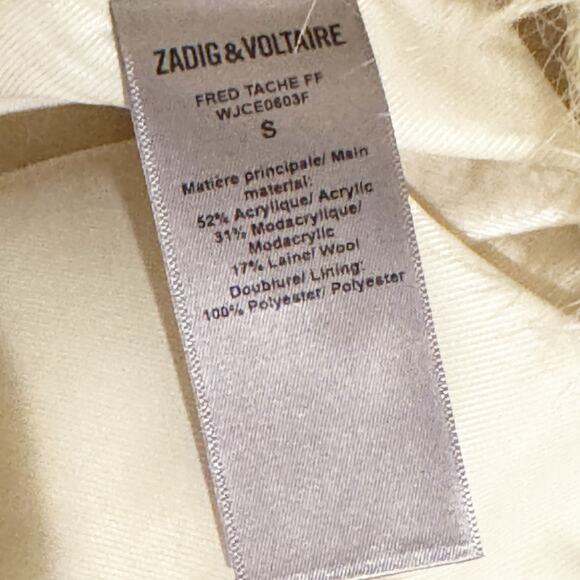 ZADIG&VOLTAIRE
FRED TACHE FF
WJCE0603F
S
Matière principale/ Main
material:
52% Acrylique/ Acrylic
31% Modacrylique/
Modacrylic
17% Laine/ Wool
Doublure/ Lining:
100% Polyester/ Polyester